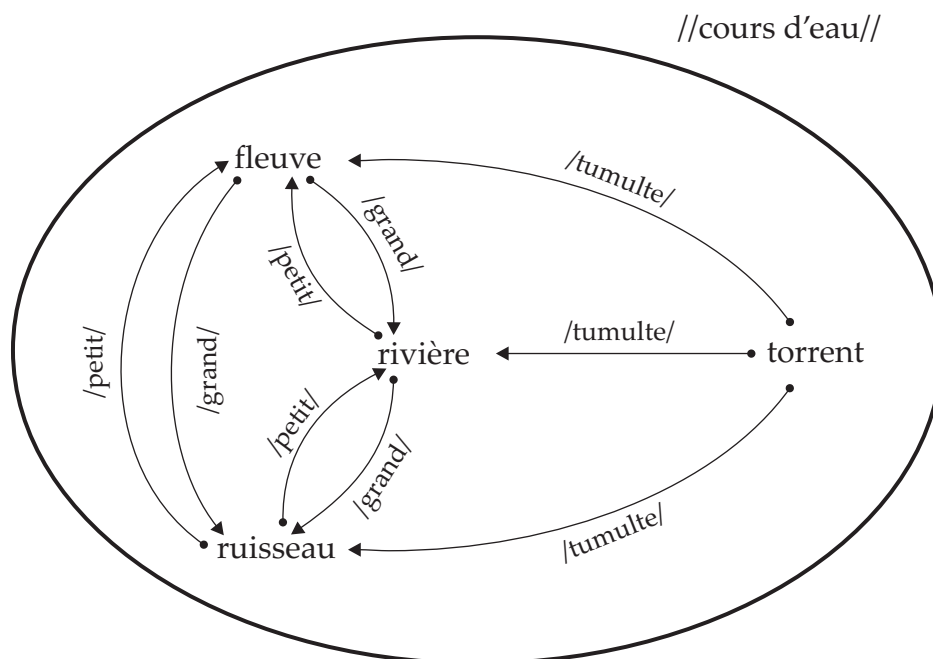 //cours d'eau//
fleuve
/tumulte/
/grand/
/petit/
/petit/
/grand/
rivière
/tumulte/
torrent
/petit/
/grand/
ruisseau
/tumulte/